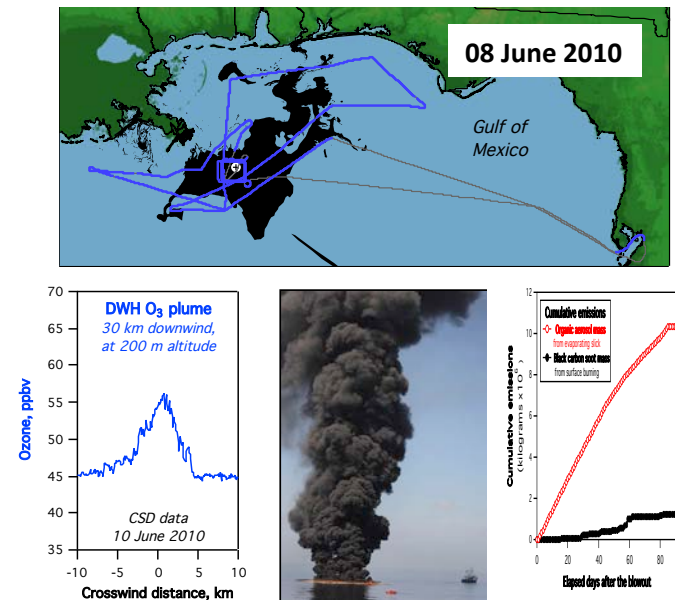 08 June 2010
Gulf of
Mexico
70
65
60
55
50
45
40
35
Ozone, ppbv
DWH O₃ plume
30 km downwind,
at 200 m altitude
CSD data
10 June 2010
-10
-5
0
5
10
Crosswind distance, km
12
10
8
6
4
2
0
Cumulative emissions
(kilograms x 10⁶)
Cumulative emissions
Organic aerosol mass
from evaporating slick
Black carbon soot mass
from surface burning
0
20
40
60
80
Elapsed days after the blowout